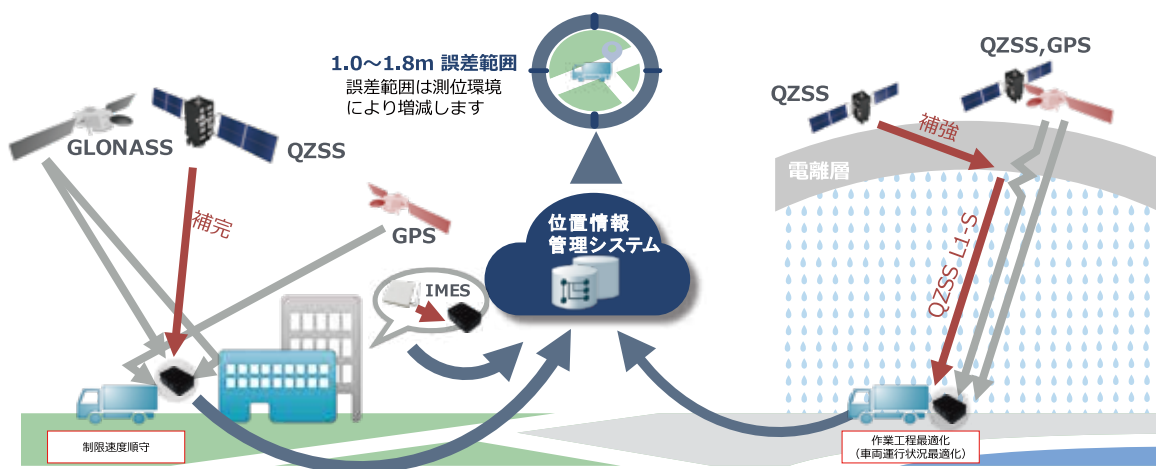 1.0～1.8m 誤差範囲
誤差範囲は測位環境
により増減します
GLONASS
QZSS
補完
GPS
IMES
位置情報
管理システム
QZSS,GPS
QZSS
補強
電離層
QZSS L1-S
制限速度順守
作業工程最適化
（車両運行状況最適化）